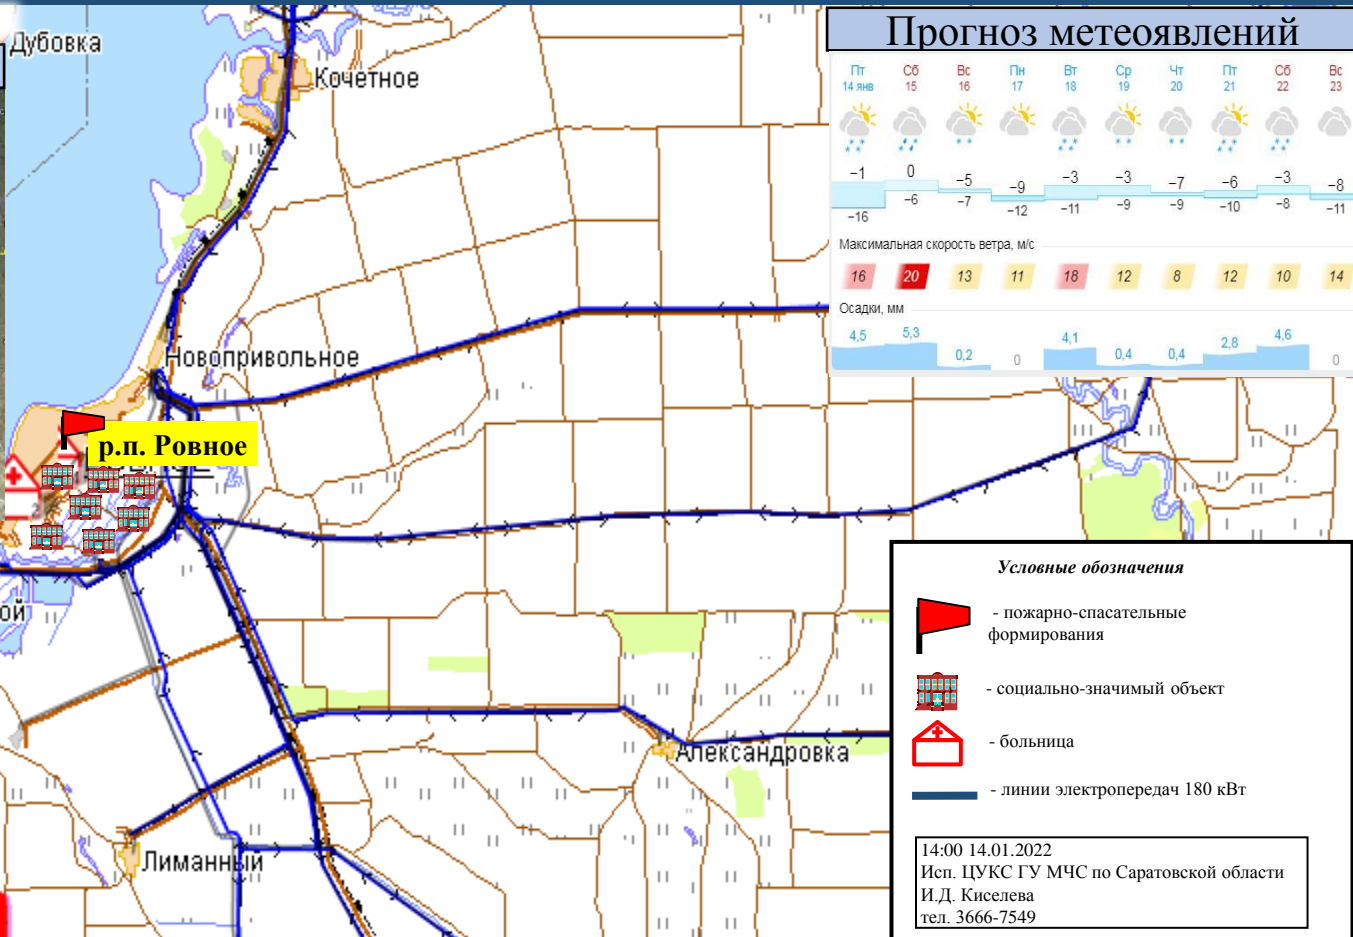 Дубовка
Кочетное
Прогноз метеоявлений
Пт Сб Вс Пн Вт Ср Чт Пт Сб Вс
14 янв 15 16 17 18 19 20 21 22 23
−1 0 −5 −9 −3 −3 −7 −6 −3 −8
−16 −6 −7 −12 −11 −9 −9 −10 −8 −11
Максимальная скорость ветра, м/с
16 20 13 11 18 12 8 12 10 14
Осадки, мм
4,5 5,3 0,2 0 4,1 0,4 0,4 2,8 4,6 0
Новопривольное
р.п. Ровное
ой
Александровка
Лиманный
Условные обозначения
- пожарно-спасательные
формирования
- социально-значимый объект
- больница
- линии электропередач 180 кВт
14:00 14.01.2022
Исп. ЦУКС ГУ МЧС по Саратовской области
И.Д. Киселева
тел. 3666-7549